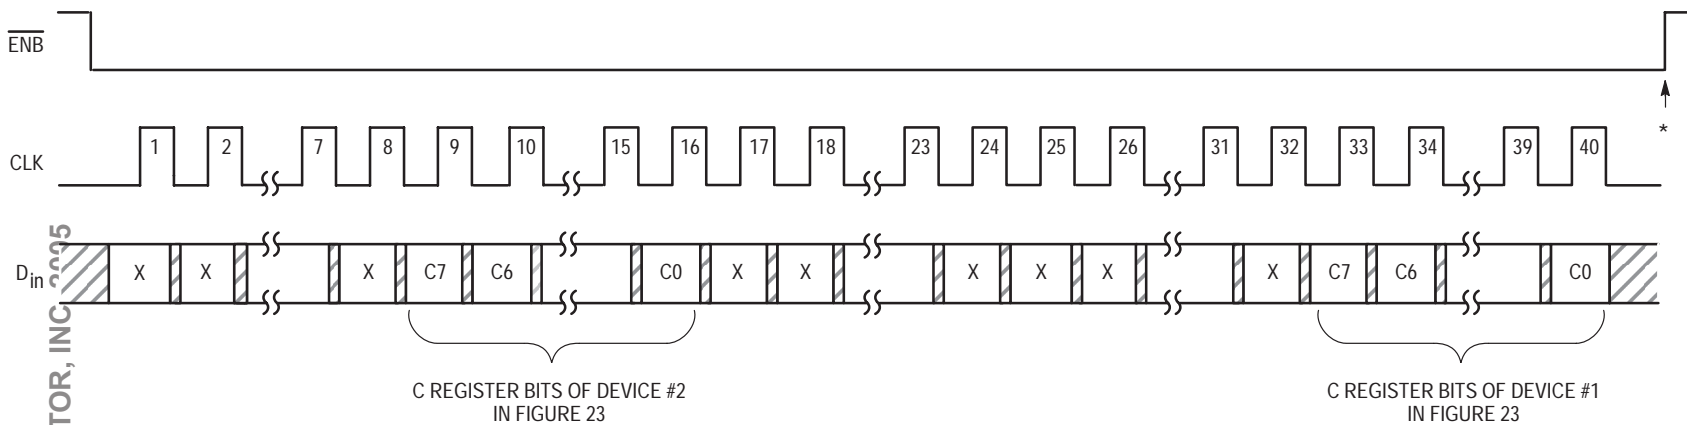 ENB
*
1 2 7 8 9 10 15 16 17 18 23 24 25 26 31 32 33 34 39 40
CLK
Din X X X C7 C6 C0 X X X X X X C7 C6 C0
C REGISTER BITS OF DEVICE #2
IN FIGURE 23
C REGISTER BITS OF DEVICE #1
IN FIGURE 23
TOR, INC. 2005